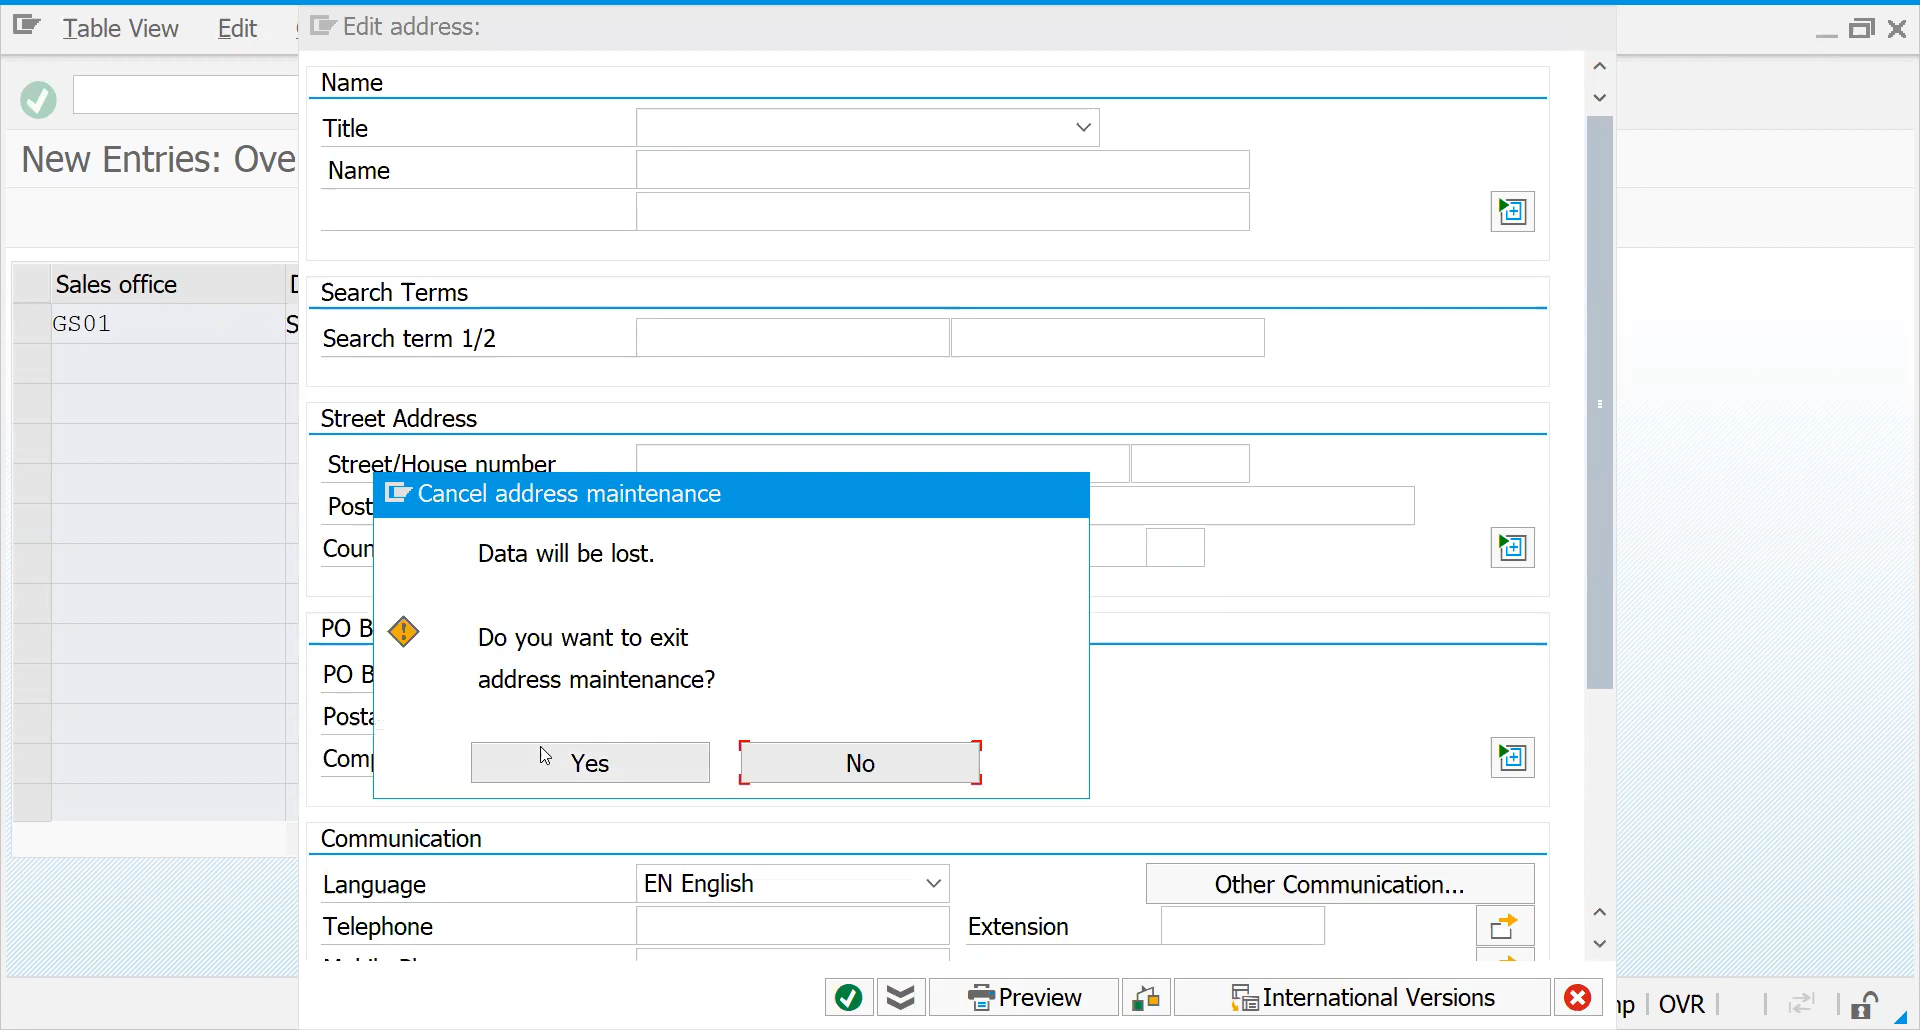 Table View
Edit
Edit address:
Name
Title
Name
New Entries: Ove
Search Terms
Sales office
D
GS01
S
Search term 1/2
Street Address
Street/House number
Cancel address maintenance
Post
Coun
Data will be lost.
PO B
Do you want to exit
address maintenance?
PO B
Posta
Comp
Yes
No
Communication
Language
EN English
Other Communication...
Telephone
Extension
Preview
International Versions
OVR